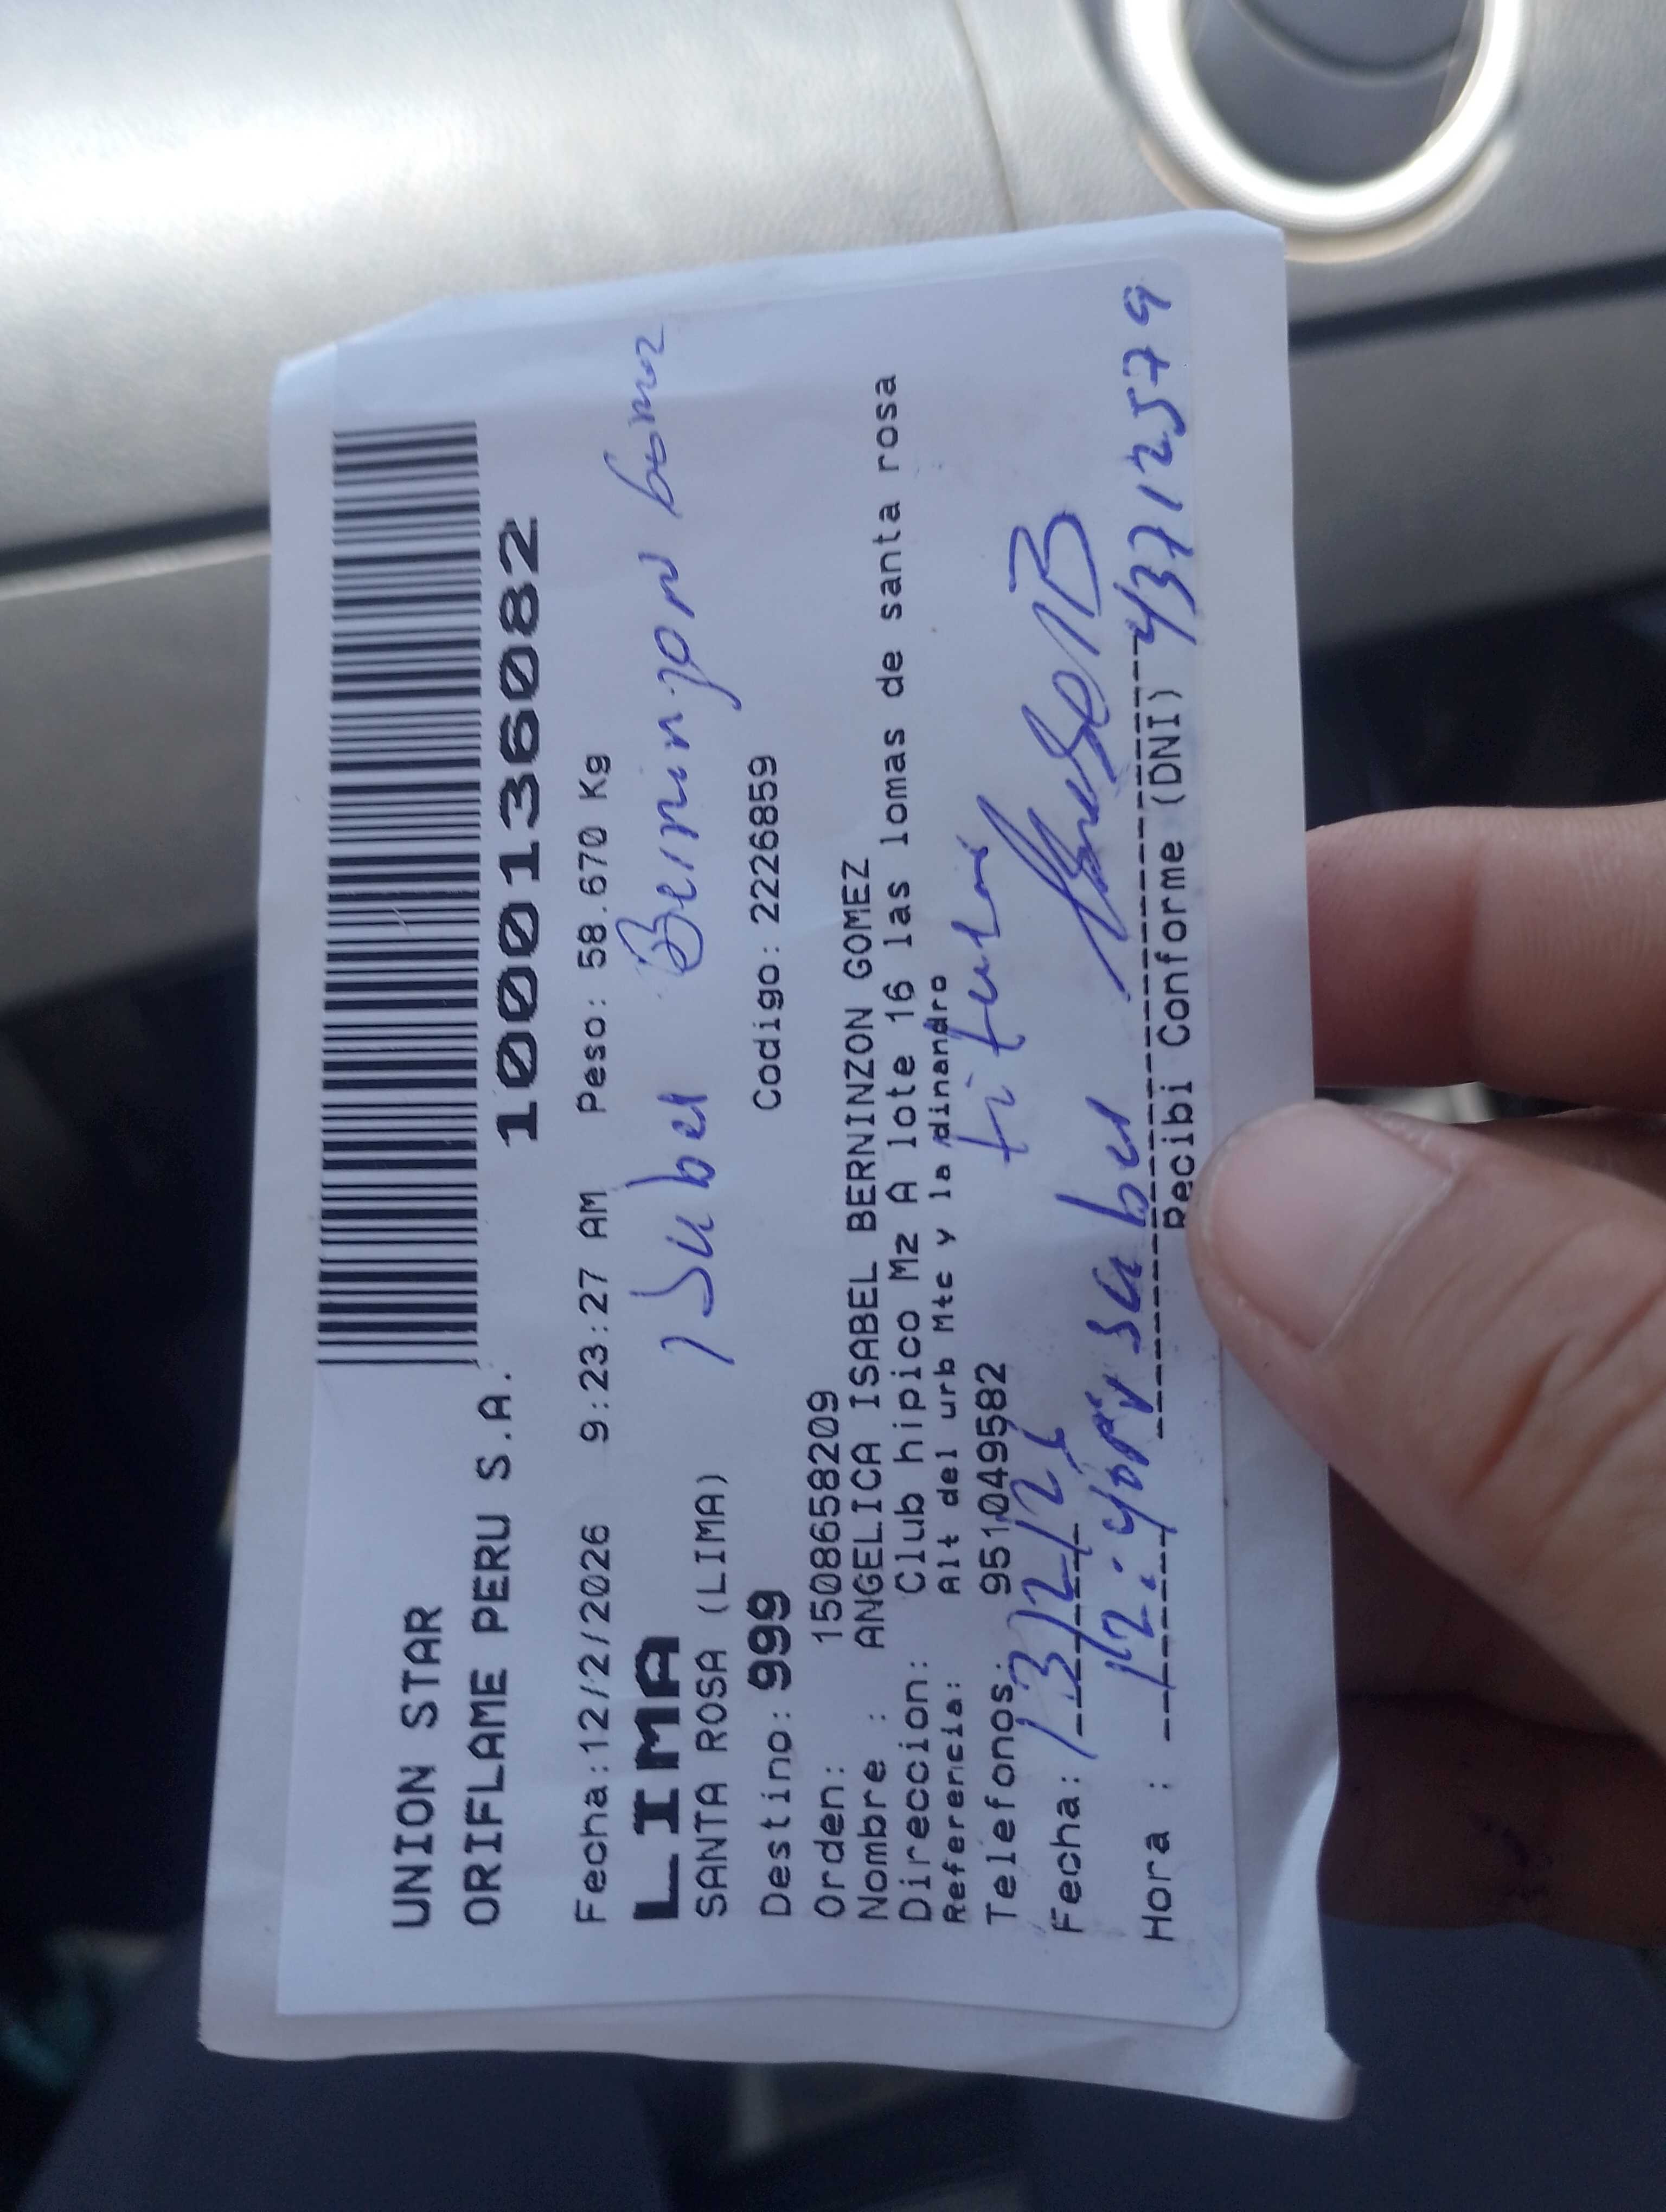 UNION STAR
ORIFLAME PERU S.A.
10001136082
Fecha:12/2/2026 9:23:27 AM Peso: 58.670 Kg
LIMA
SANTA ROSA (LIMA)
Isabel Berninzon Gomez
Destino: 999 Codigo: 2226859
Orden: 1508658209
Nombre : ANGELICA ISABEL BERNINZON GOMEZ
Direccion: Club hipico Mz A lote 16 las lomas de santa rosa
Referencia: Alt del urb Mtc y la dinandro
Telefonos: 951049582
titular
Fecha: 13/2/26
Hora : 12:40 Isabel
Recibi Conforme (DNI) 43712579